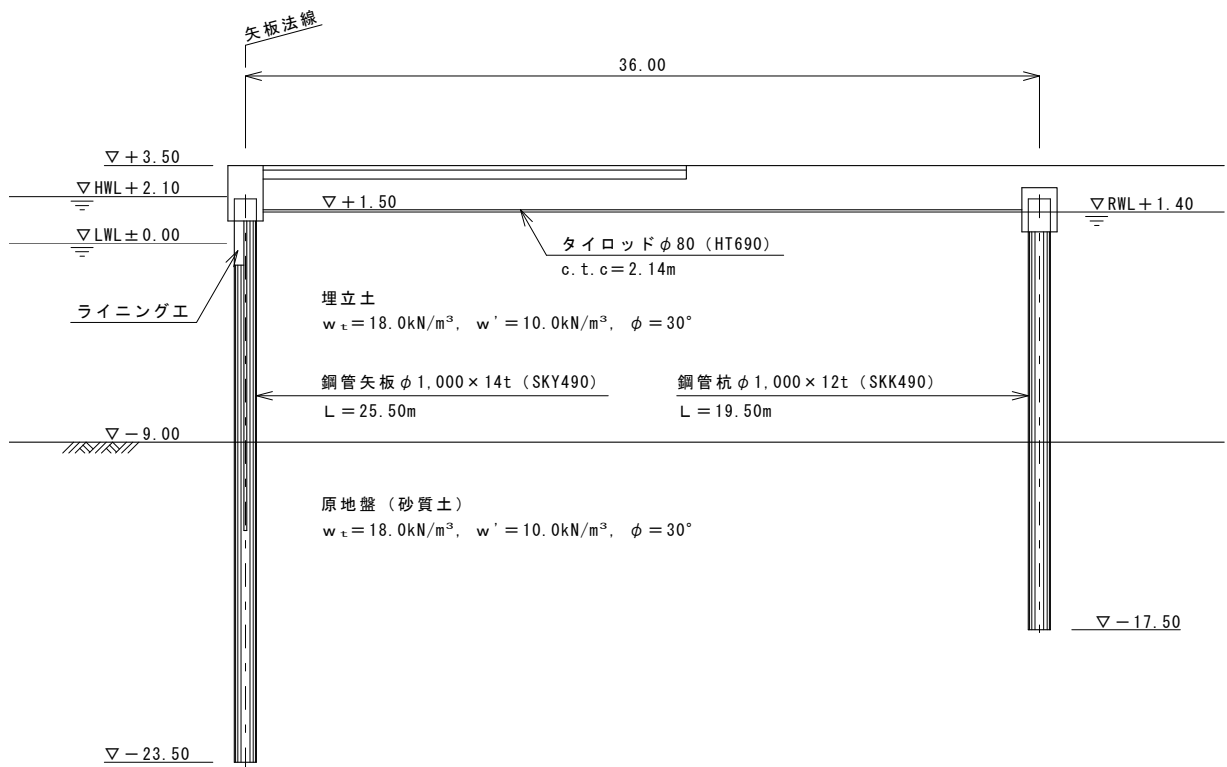 矢板法線
36.00
▽+3.50
▽HWL+2.10
▽+1.50
▽RWL+1.40
▽LWL±0.00
タイロッドφ80 (HT690)
c.t.c=2.14m
ライニング工
埋立土
wt=18.0kN/m³, w'=10.0kN/m³, φ=30°
鋼管矢板φ1,000×14t (SKY490)
L=25.50m
鋼管杭φ1,000×12t (SKK490)
L=19.50m
▽-9.00
原地盤 (砂質土)
wt=18.0kN/m³, w'=10.0kN/m³, φ=30°
▽-17.50
▽-23.50